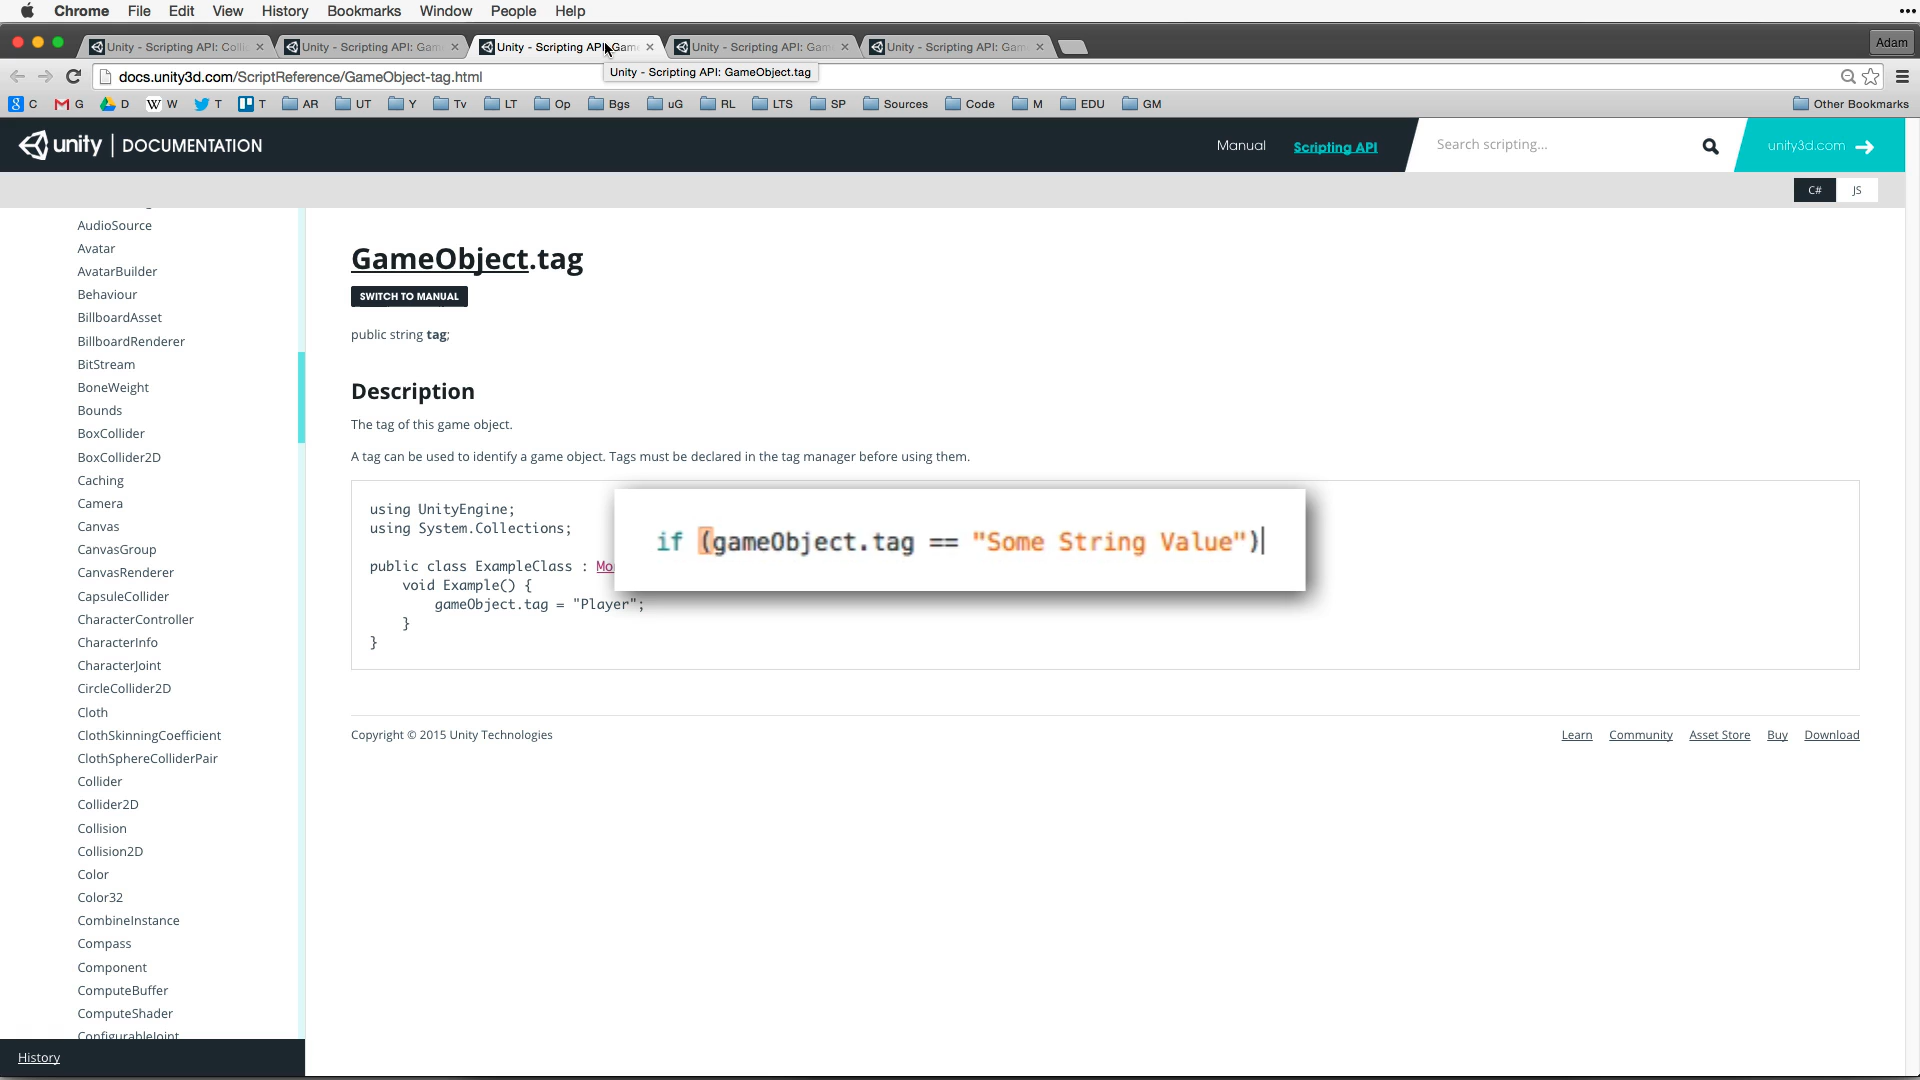 Chrome File Edit View History Bookmarks Window People Help
Unity - Scripting API: Colli Unity - Scripting API: Gam Unity - Scripting API: Game Unity - Scripting API: Gam Unity - Scripting API: Gam Adam
docs.unity3d.com/ScriptReference/GameObject-tag.html
Unity - Scripting API: GameObject.tag
C G D W T T AR UT Y Tv LT Op Bgs uG RL LTS SP Sources Code M EDU GM Other Bookmarks
unity | DOCUMENTATION
Manual Scripting API Search scripting... unity3d.com
C# JS
AudioSource
Avatar
AvatarBuilder
Behaviour
BillboardAsset
BillboardRenderer
BitStream
BoneWeight
Bounds
BoxCollider
BoxCollider2D
Caching
Camera
Canvas
CanvasGroup
CanvasRenderer
CapsuleCollider
CharacterController
CharacterInfo
CharacterJoint
CircleCollider2D
Cloth
ClothSkinningCoefficient
ClothSphereColliderPair
Collider
Collider2D
Collision
Collision2D
Color
Color32
CombineInstance
Compass
Component
ComputeBuffer
ComputeShader
ConfigurableJoint
History
GameObject.tag
SWITCH TO MANUAL
public string tag;
Description
The tag of this game object.
A tag can be used to identify a game object. Tags must be declared in the tag manager before using them.
using UnityEngine;
using System.Collections;
public class ExampleClass : Mo
void Example() {
gameObject.tag = "Player";
}
}
if (gameObject.tag == "Some String Value")
Copyright © 2015 Unity Technologies
Learn Community Asset Store Buy Download